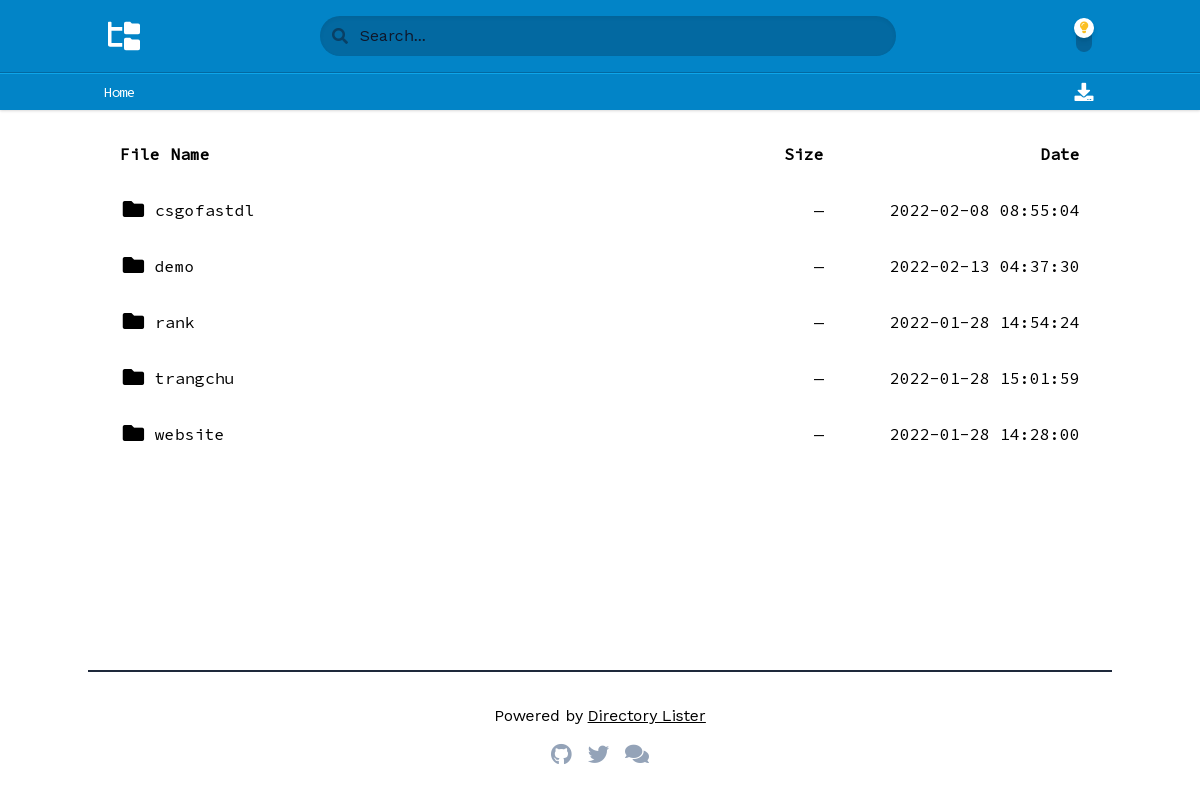 Search...
Home
File Name Size Date
csgofastdl — 2022-02-08 08:55:04
demo — 2022-02-13 04:37:30
rank — 2022-01-28 14:54:24
trangchu — 2022-01-28 15:01:59
website — 2022-01-28 14:28:00
Powered by Directory Lister